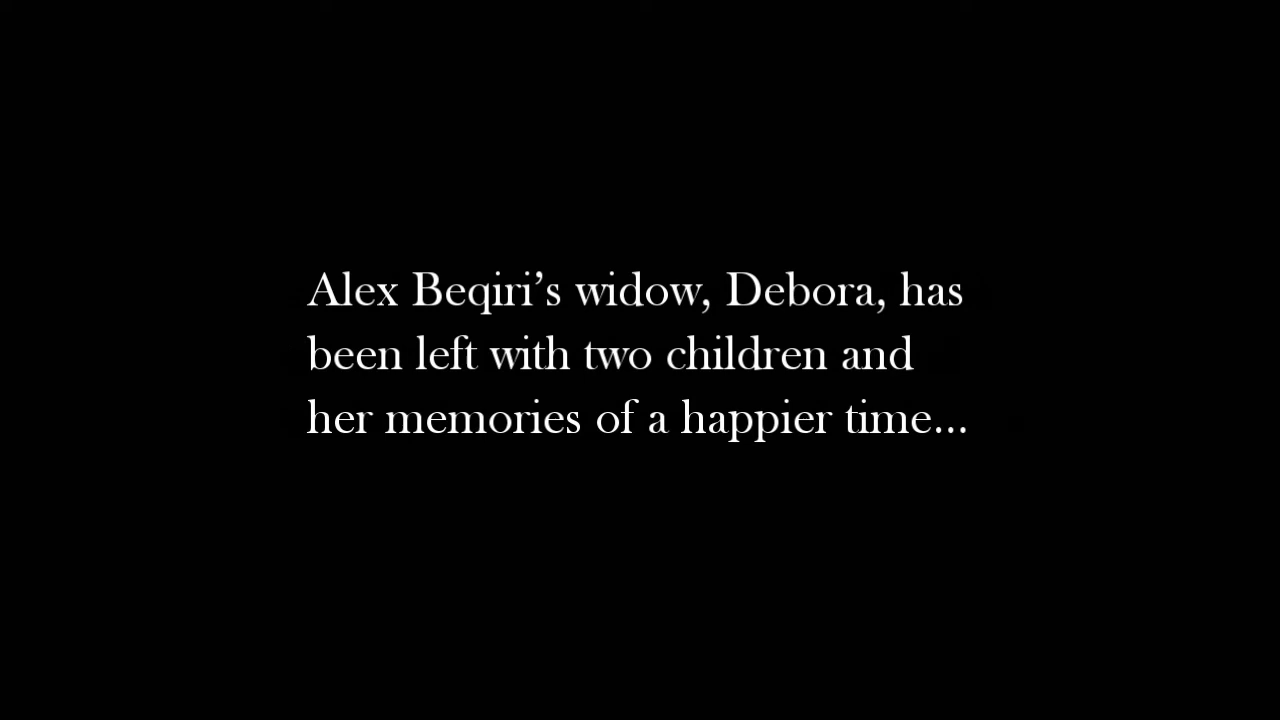 Alex Beqiri’s widow, Debora, has
been left with two children and
her memories of a happier time...